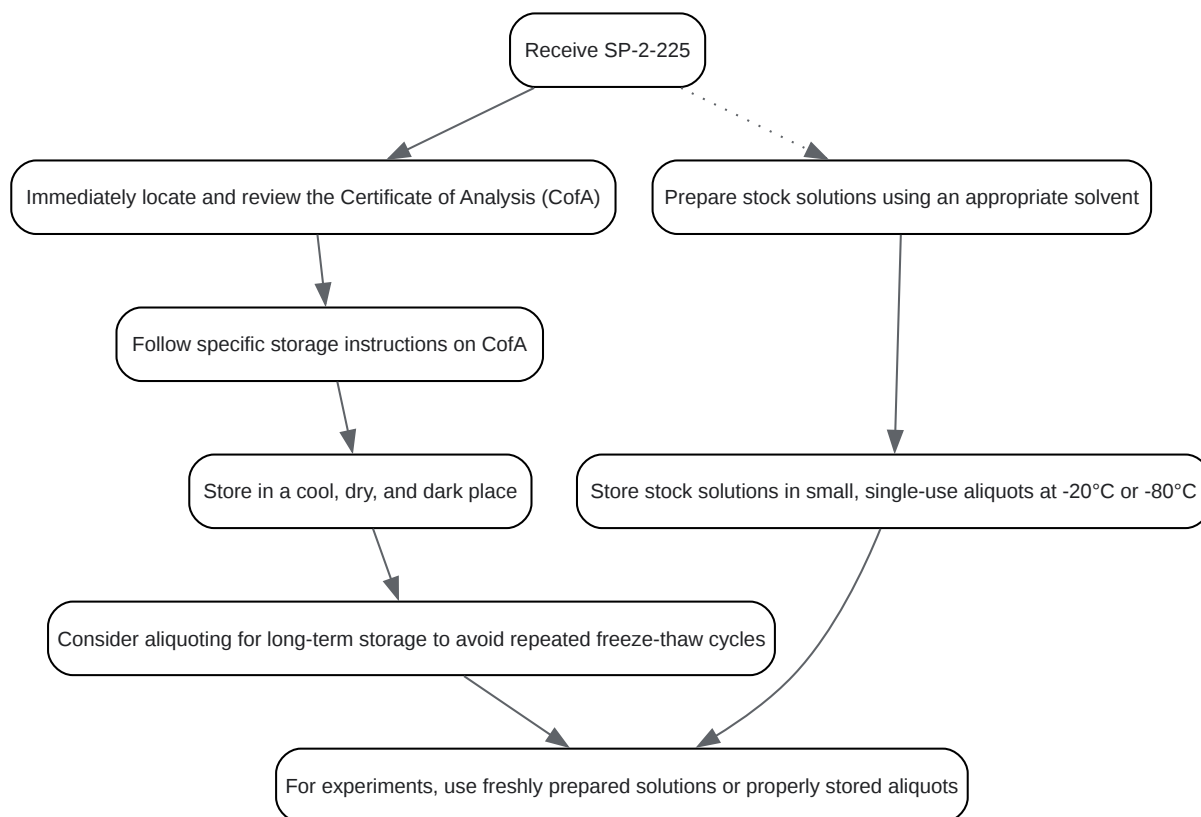 Receive SP-2-225
Immediately locate and review the Certificate of Analysis (CofA)
Prepare stock solutions using an appropriate solvent
Follow specific storage instructions on CofA
Store in a cool, dry, and dark place
Store stock solutions in small, single-use aliquots at -20°C or -80°C
Consider aliquoting for long-term storage to avoid repeated freeze-thaw cycles
For experiments, use freshly prepared solutions or properly stored aliquots